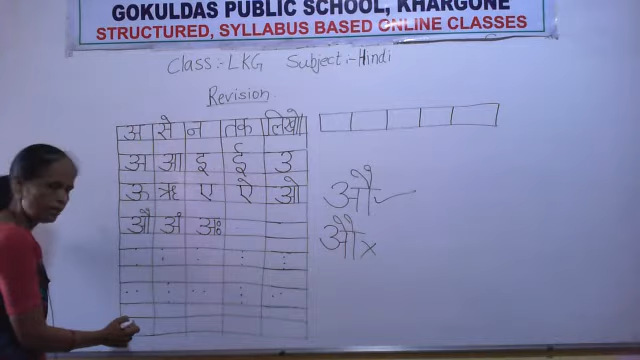 GOKULDAS PUBLIC SCHOOL, KHARGONE
STRUCTURED, SYLLABUS BASED ONLINE CLASSES
Class:- LKG Subject:- Hindi
Revision
अ से न तक लिखो
अ आ इ ई उ
ऊ ऋ ए ऐ ओ
औ अं अः
औ ✓
औ x